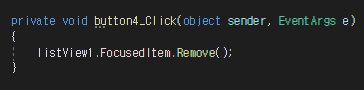 private void button4_Click(object sender, EventArgs e)
{
    listView1.FocusedItem.Remove();
}